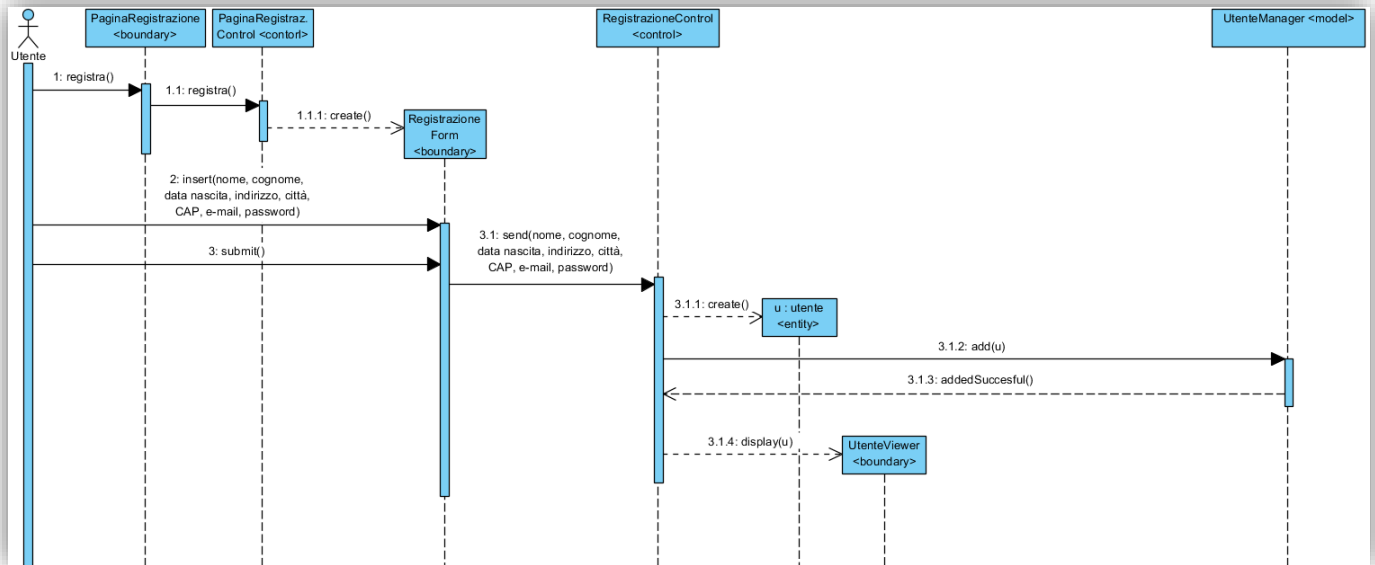 Utente
PaginaRegistrazione
<boundary>
PaginaRegistraz.
Control <contorl>
RegistrazioneControl
<control>
UtenteManager <model>
1: registra()
1.1: registra()
1.1.1: create()
Registrazione
Form
<boundary>
2: insert(nome, cognome,
data nascita, indirizzo, città,
CAP, e-mail, password)
3: submit()
3.1: send(nome, cognome,
data nascita, indirizzo, città,
CAP, e-mail, password)
3.1.1: create()
u : utente
<entity>
3.1.2: add(u)
3.1.3: addedSuccesful()
3.1.4: display(u)
UtenteViewer
<boundary>